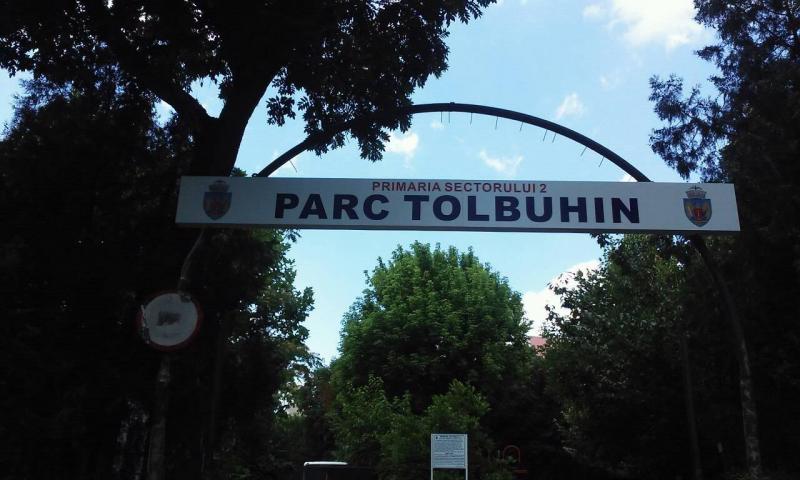 PRIMARIA SECTORULUI 2
PARC TOLBUHIN